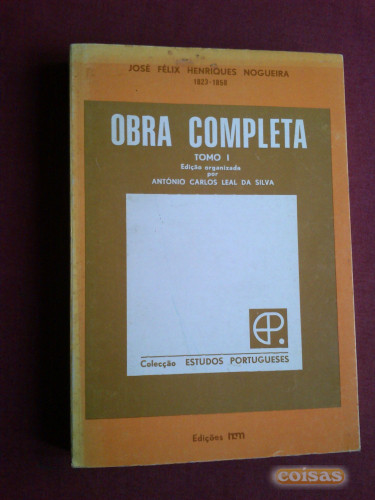 JOSÉ FÉLIX HENRIQUES NOGUEIRA
1823-1858
OBRA COMPLETA
TOMO I
Edição organizada
por
ANTÓNIO CARLOS LEAL DA SILVA
EP.
Colecção ESTUDOS PORTUGUESES
Edições
coisas